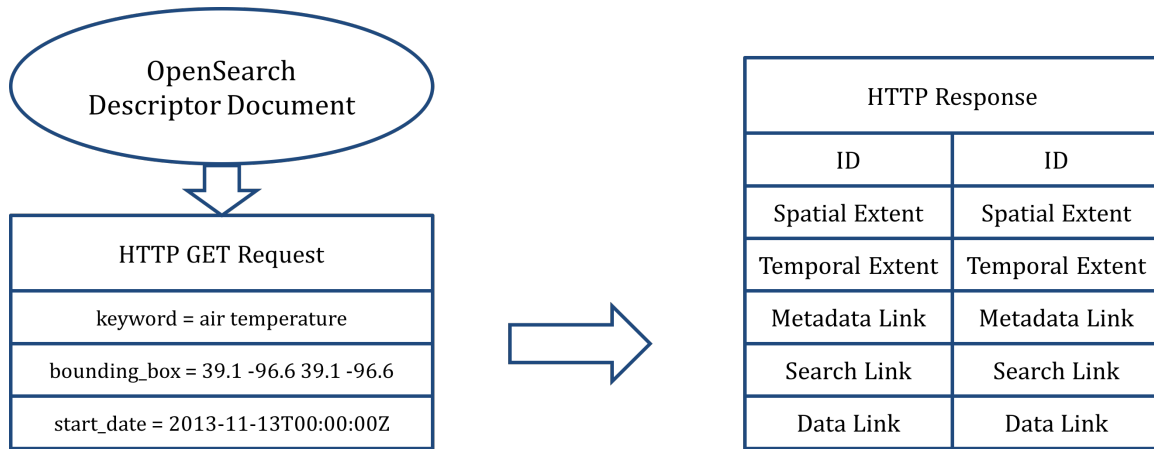 OpenSearch
Descriptor Document
HTTP GET Request
keyword = air temperature
bounding_box = 39.1 -96.6 39.1 -96.6
start_date = 2013-11-13T00:00:00Z
HTTP Response
ID ID
Spatial Extent Spatial Extent
Temporal Extent Temporal Extent
Metadata Link Metadata Link
Search Link Search Link
Data Link Data Link